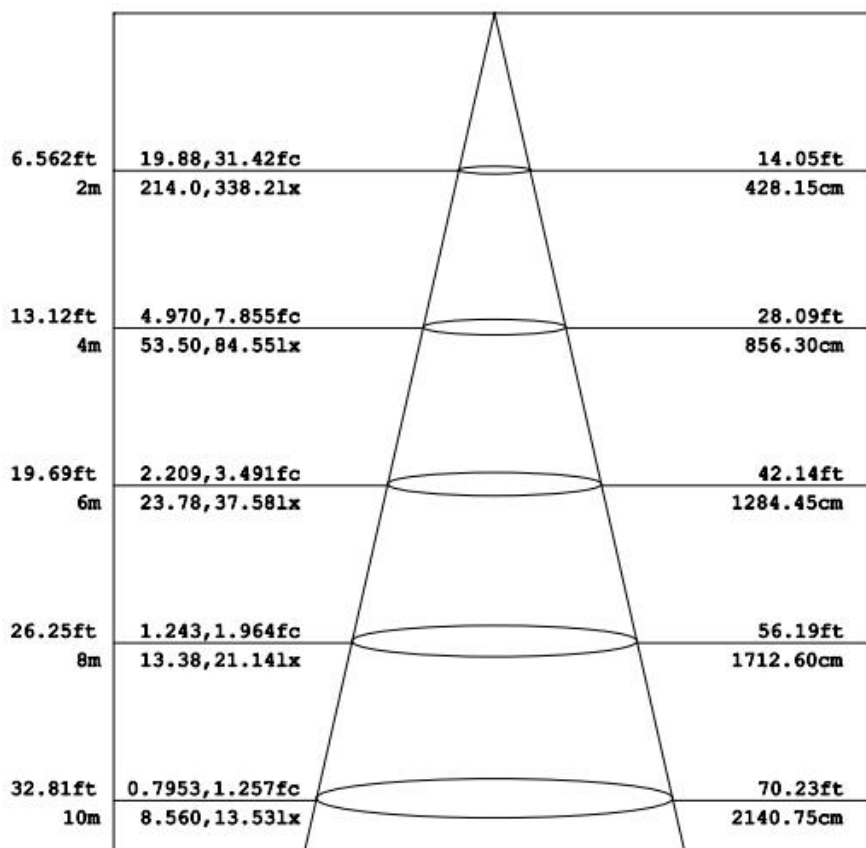 6.562ft 19.88,31.42fc 14.05ft
2m 214.0,338.2lx 428.15cm
13.12ft 4.970,7.855fc 28.09ft
4m 53.50,84.55lx 856.30cm
19.69ft 2.209,3.491fc 42.14ft
6m 23.78,37.58lx 1284.45cm
26.25ft 1.243,1.964fc 56.19ft
8m 13.38,21.14lx 1712.60cm
32.81ft 0.7953,1.257fc 70.23ft
10m 8.560,13.53lx 2140.75cm